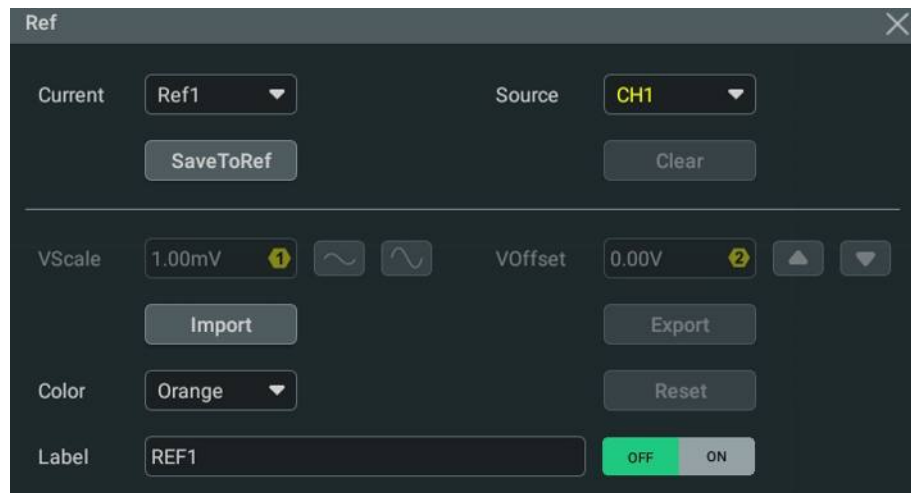 Ref
Current Ref1 Source CH1
SaveToRef Clear
VScale 1.00mV 1 VOffset 0.00V 2
Import Export
Color Orange Reset
Label REF1 OFF ON